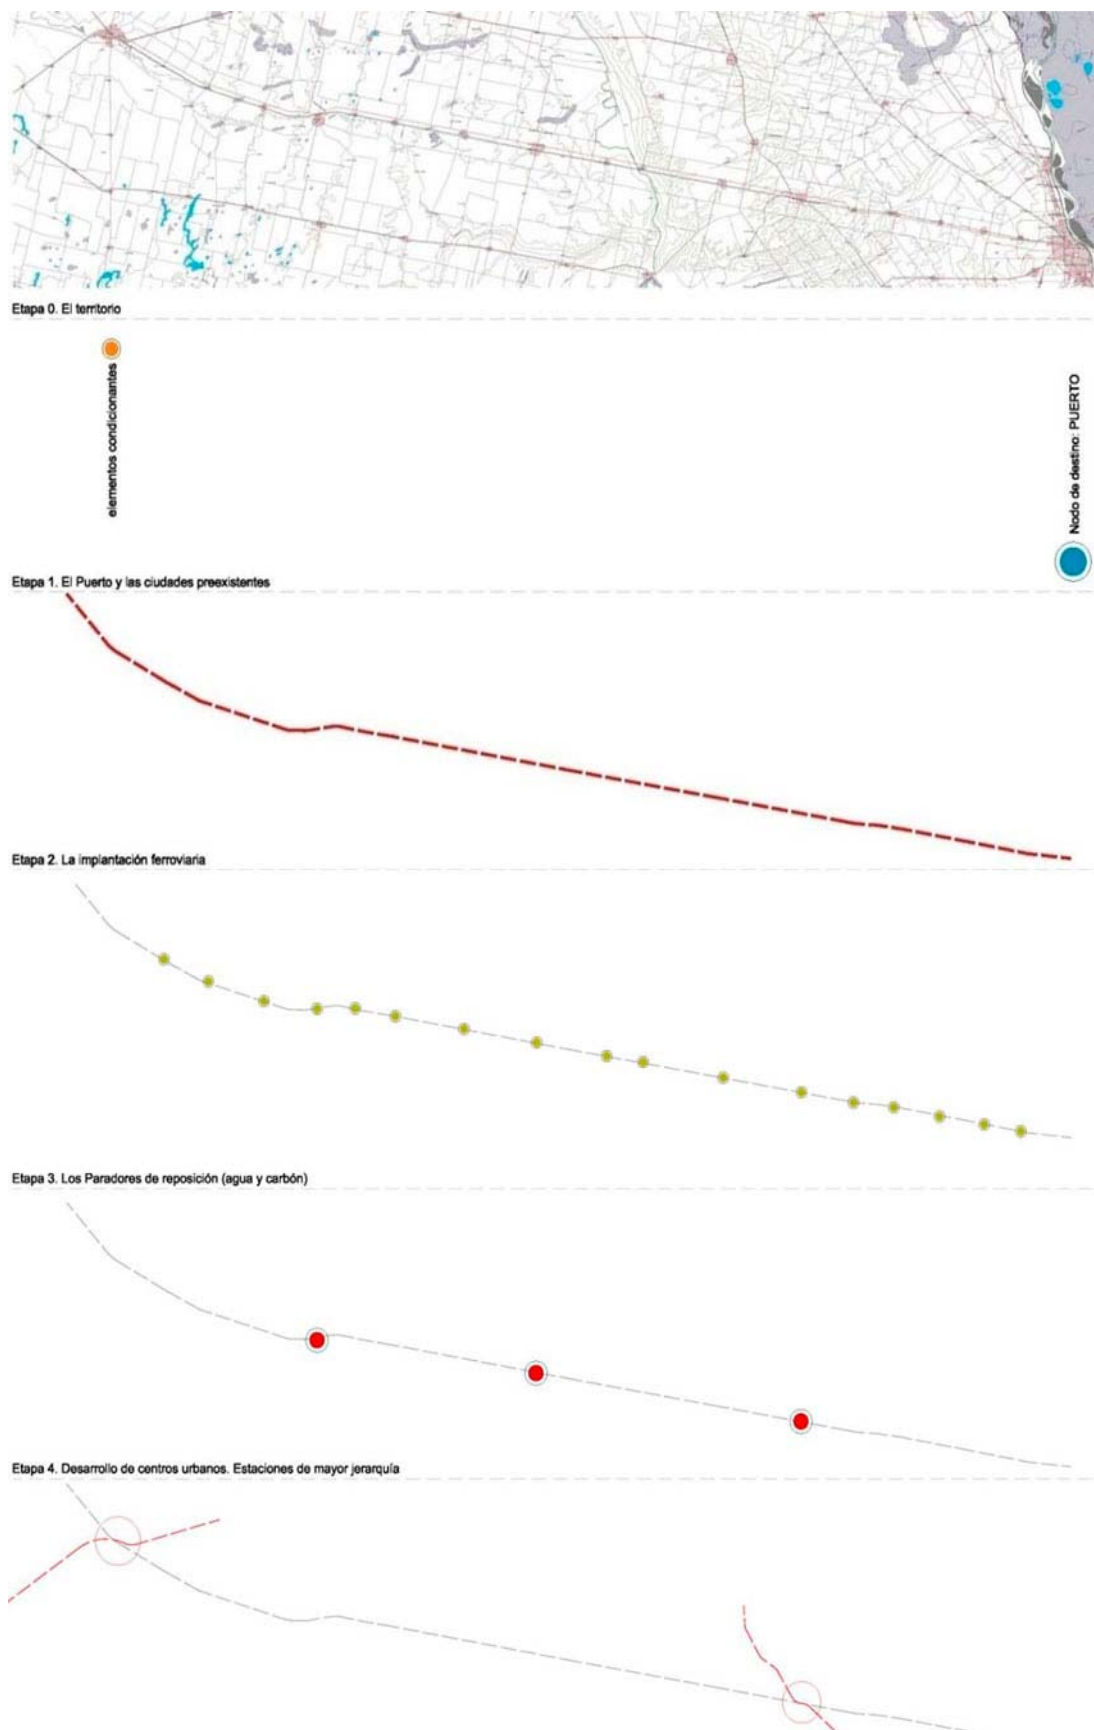 Etapa 0. El territorio
elementos condicionantes
Nodo de destino: PUERTO
Etapa 1. El Puerto y las ciudades preexistentes
Etapa 2. La implantación ferroviaria
Etapa 3. Los Paradores de reposición (agua y carbón)
Etapa 4. Desarrollo de centros urbanos. Estaciones de mayor jerarquía